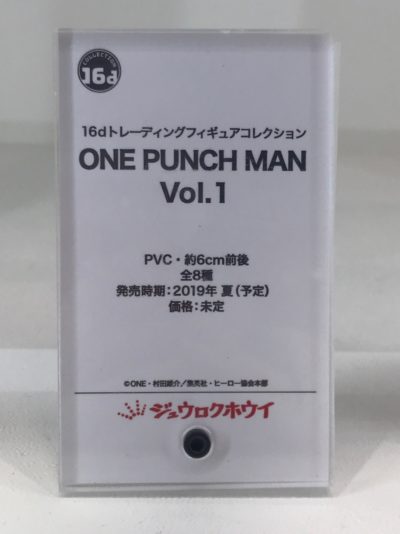 COLLECTION
16d
16dトレーディングフィギュアコレクション
ONE PUNCH MAN
Vol.1
PVC・約6cm前後
全8種
発売時期：2019年 夏（予定）
価格：未定
©ONE・村田雄介／集英社・ヒーロー協会本部
ジュウロクホウイ